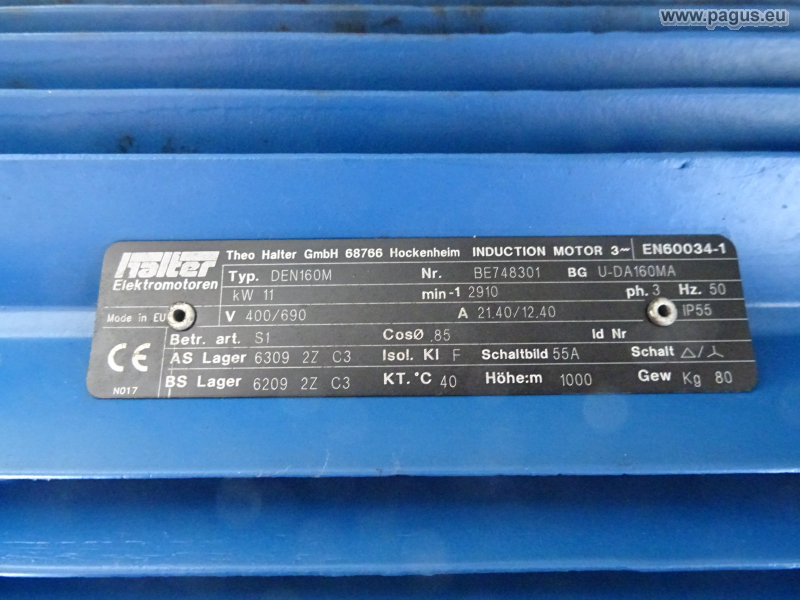 www.pagus.eu
Halter
Elektromotoren
Theo Halter GmbH 68766 Hockenheim INDUCTION MOTOR 3~ EN60034-1
Typ. DEN160M Nr. BE748301 BG U-DA160MA
kW 11 min-1 2910 ph. 3 Hz. 50
Made in EU V 400/690 A 21.40/12.40 IP55
Betr. art. S1 CosØ .85 Id Nr
CE AS Lager 6309 2Z C3 Isol. Kl F Schaltbild 55A Schalt △/⅄
N017 BS Lager 6209 2Z C3 KT. °C 40 Höhe:m 1000 Gew Kg 80